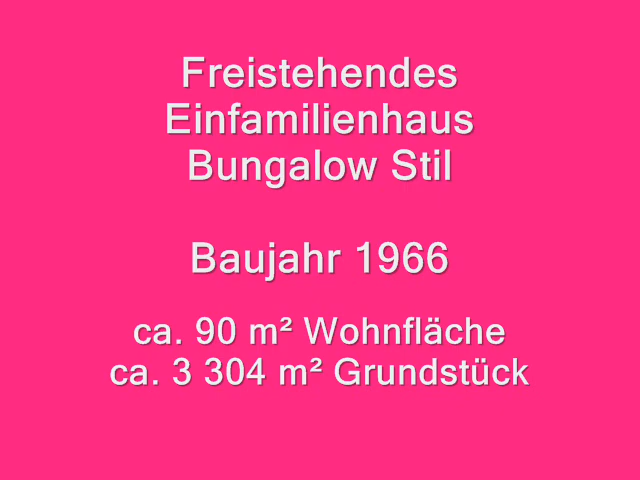 Freistehendes
Einfamilienhaus
Bungalow Stil
Baujahr 1966
ca. 90 m² Wohnfläche
ca. 3 304 m² Grundstück